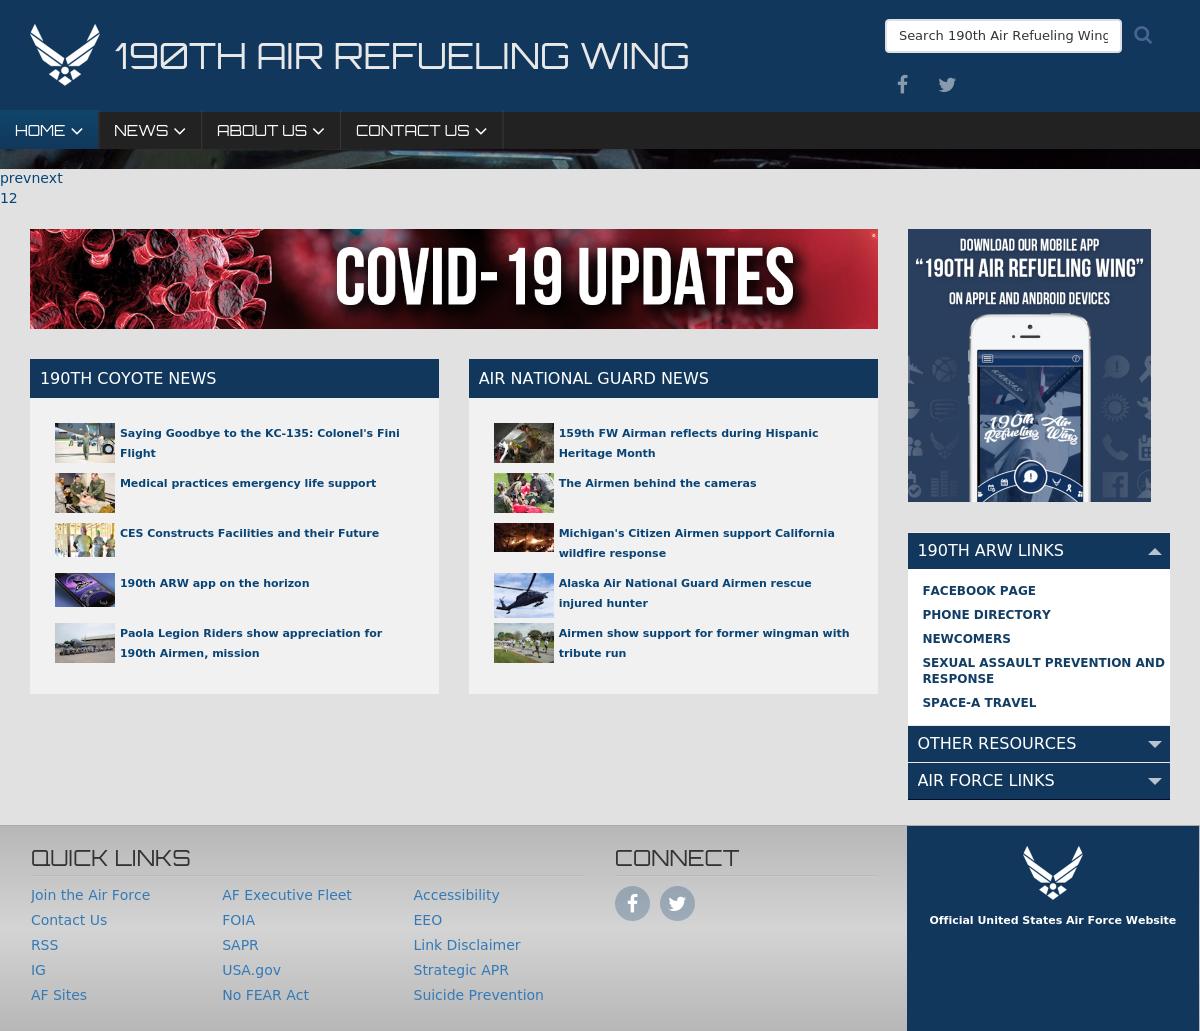 190TH AIR REFUELING WING
Search 190th Air Refueling Wing
HOME
NEWS
ABOUT US
CONTACT US
prevnext
12
COVID-19 UPDATES
DOWNLOAD OUR MOBILE APP
“190TH AIR REFUELING WING”
ON APPLE AND ANDROID DEVICES
KANSAS
190th Air
Refueling Wing
190TH COYOTE NEWS
Saying Goodbye to the KC-135: Colonel's Fini
Flight
Medical practices emergency life support
CES Constructs Facilities and their Future
190th ARW app on the horizon
Paola Legion Riders show appreciation for
190th Airmen, mission
AIR NATIONAL GUARD NEWS
159th FW Airman reflects during Hispanic
Heritage Month
The Airmen behind the cameras
Michigan's Citizen Airmen support California
wildfire response
Alaska Air National Guard Airmen rescue
injured hunter
Airmen show support for former wingman with
tribute run
190TH ARW LINKS
FACEBOOK PAGE
PHONE DIRECTORY
NEWCOMERS
SEXUAL ASSAULT PREVENTION AND
RESPONSE
SPACE-A TRAVEL
OTHER RESOURCES
AIR FORCE LINKS
QUICK LINKS
Join the Air Force
Contact Us
RSS
IG
AF Sites
AF Executive Fleet
FOIA
SAPR
USA.gov
No FEAR Act
Accessibility
EEO
Link Disclaimer
Strategic APR
Suicide Prevention
CONNECT
Official United States Air Force Website